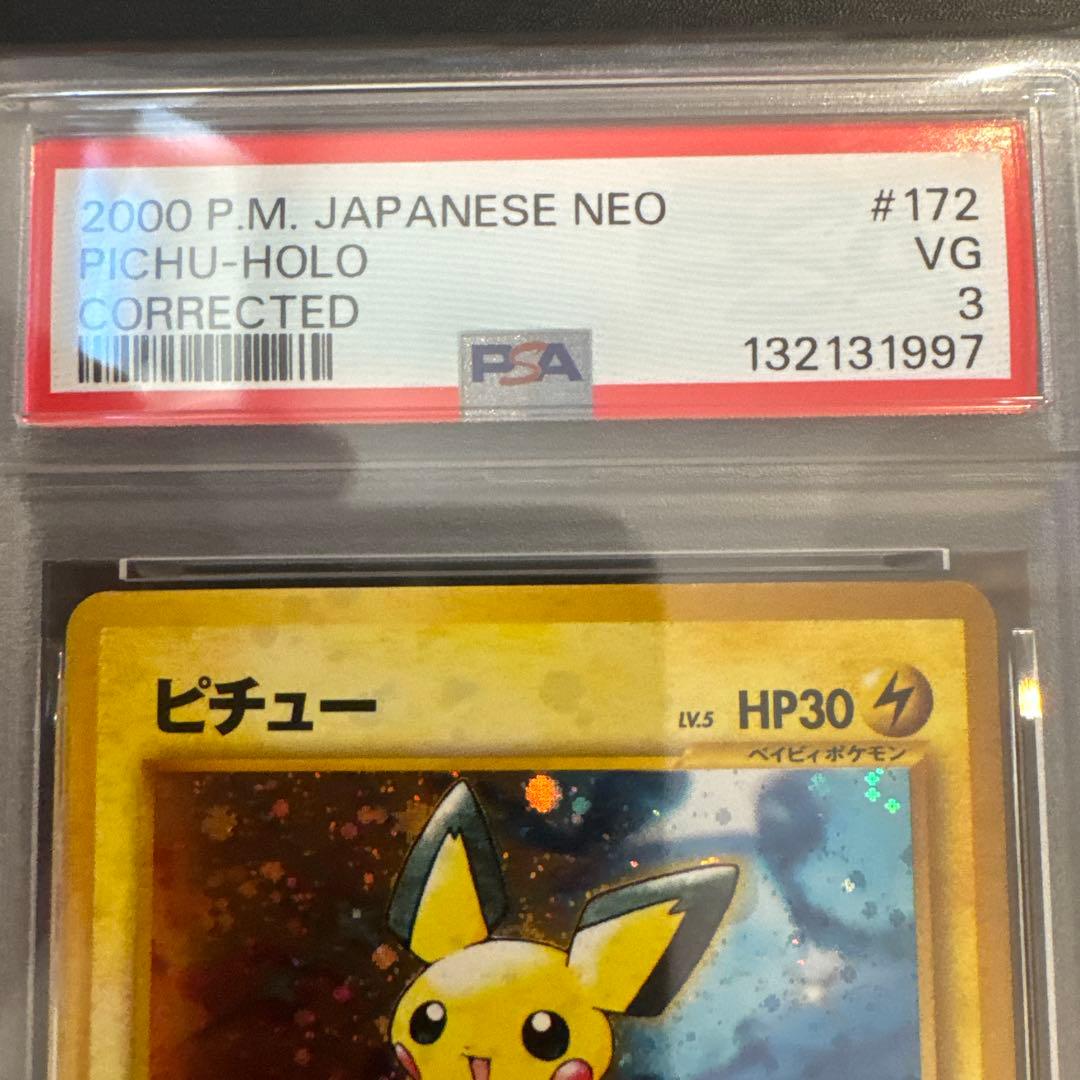 2000 P.M. JAPANESE NEO #172
PICHU-HOLO VG
CORRECTED 3
PSA 132131997
ピチュー LV.5 HP30
ベイビィポケモン